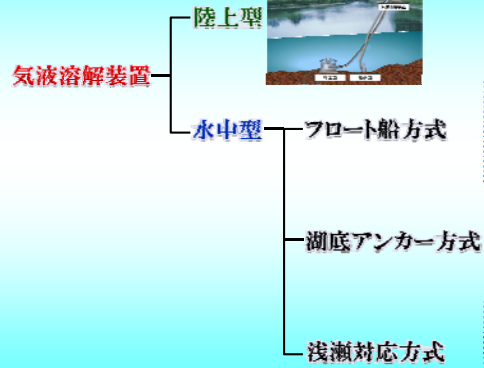 陸上型
気液溶解装置
水中型
フロート船方式
湖底アンカー方式
浅瀬対応方式